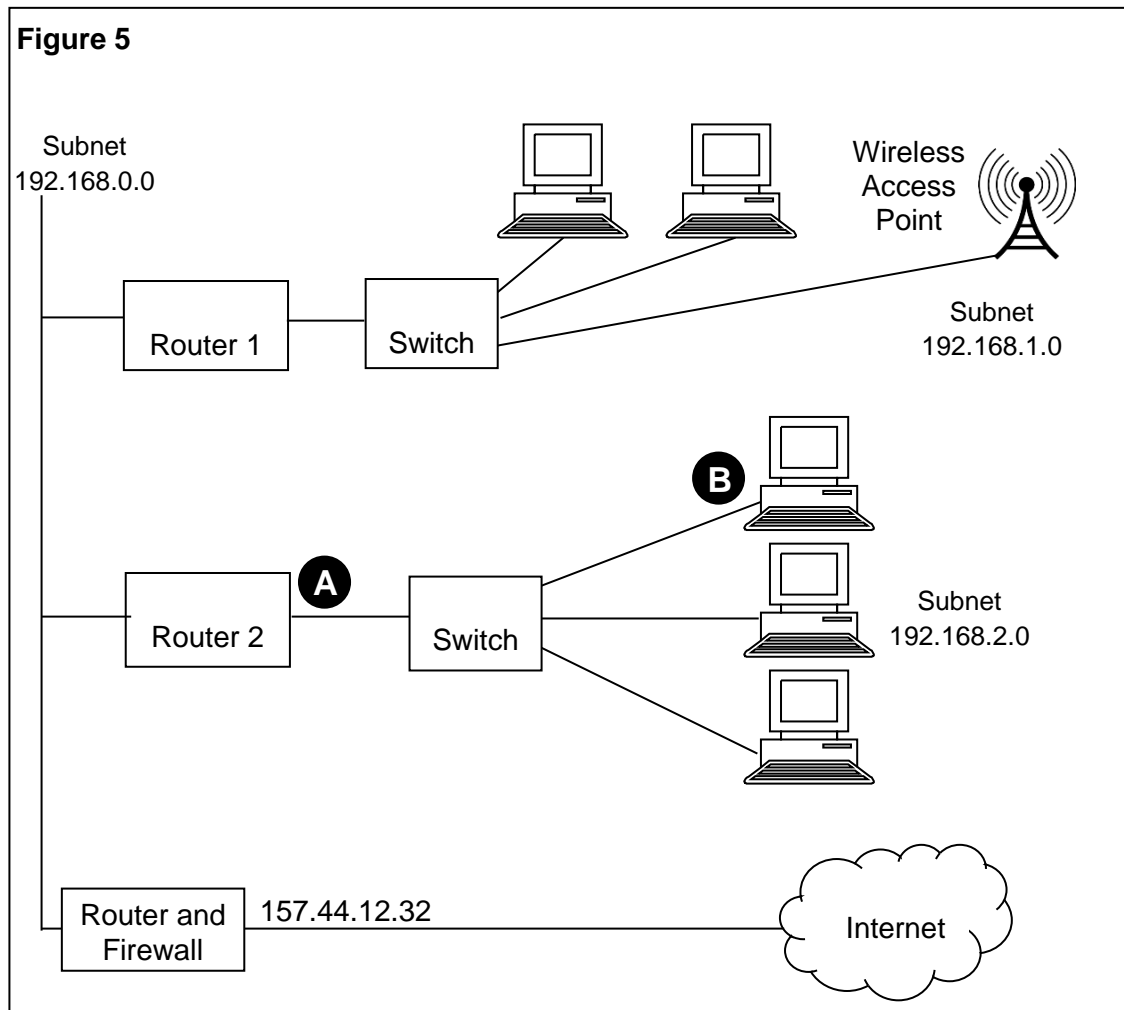 Figure 5
Subnet
192.168.0.0
Wireless
Access
Point
Router 1
Switch
Subnet
192.168.1.0
B
A
Router 2
Switch
Subnet
192.168.2.0
Router and
Firewall
157.44.12.32
Internet